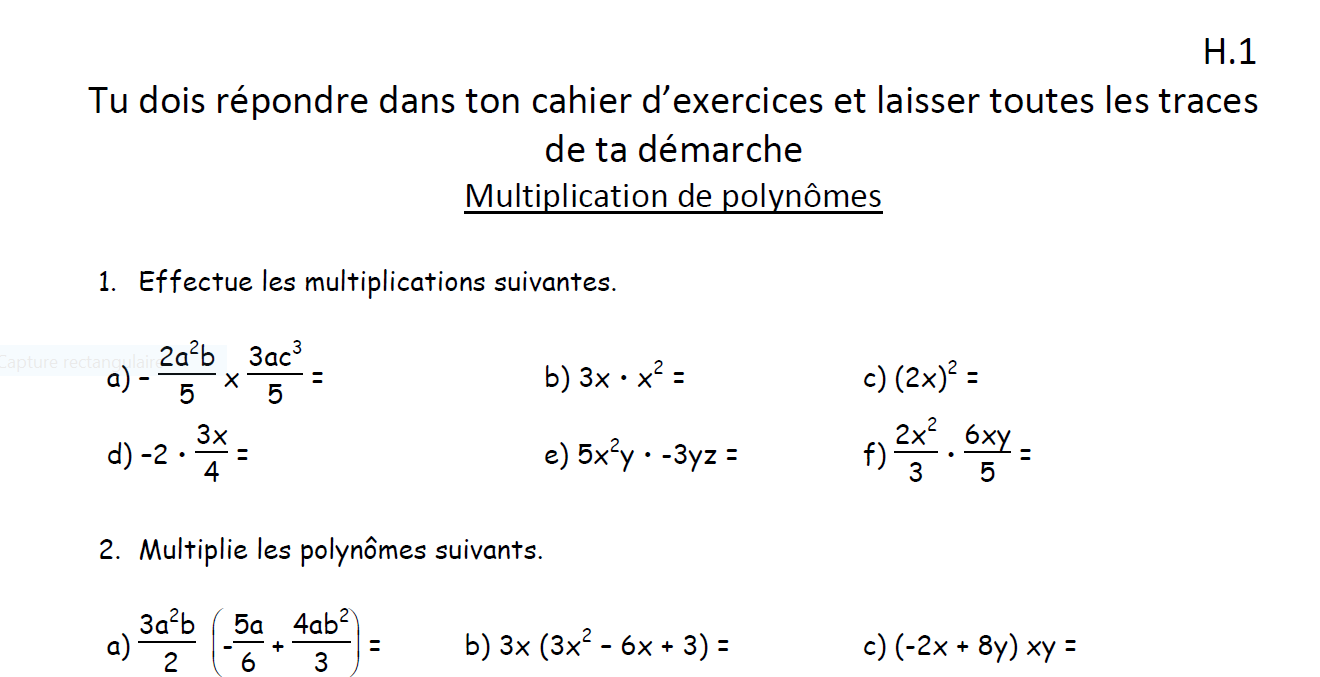 H.1
Tu dois répondre dans ton cahier d’exercices et laisser toutes les traces
de ta démarche
Multiplication de polynômes
1. Effectue les multiplications suivantes.
Capture rectangulair
a) - 2a²b/5 x 3ac³/5 = b) 3x · x² = c) (2x)² =
d) -2 · 3x/4 = e) 5x²y · -3yz = f) 2x²/3 · 6xy/5 =
2. Multiplie les polynômes suivants.
a) 3a²b/2 (-5a/6 + 4ab²/3) = b) 3x (3x² - 6x + 3) = c) (-2x + 8y) xy =